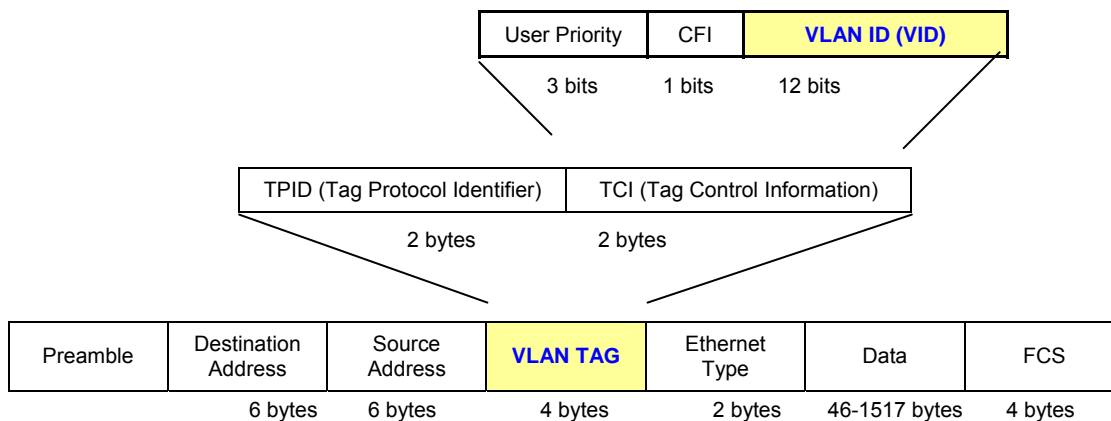 User Priority CFI VLAN ID (VID)
3 bits 1 bits 12 bits
TPID (Tag Protocol Identifier) TCI (Tag Control Information)
2 bytes 2 bytes
Preamble Destination Address Source Address VLAN TAG Ethernet Type Data FCS
6 bytes 6 bytes 4 bytes 2 bytes 46-1517 bytes 4 bytes